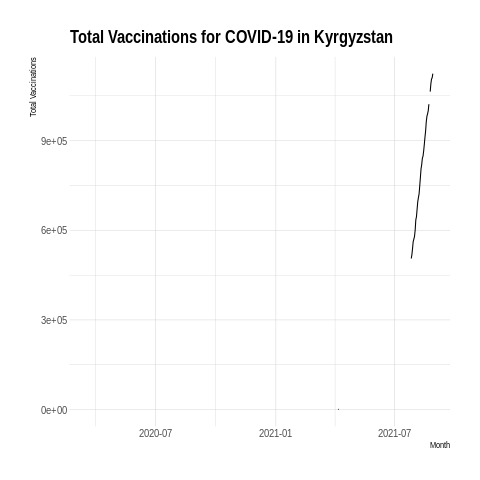 Total Vaccinations for COVID-19 in Kyrgyzstan
Total Vaccinations
9e+05
6e+05
3e+05
0e+00
2020-07 2021-01 2021-07
Month